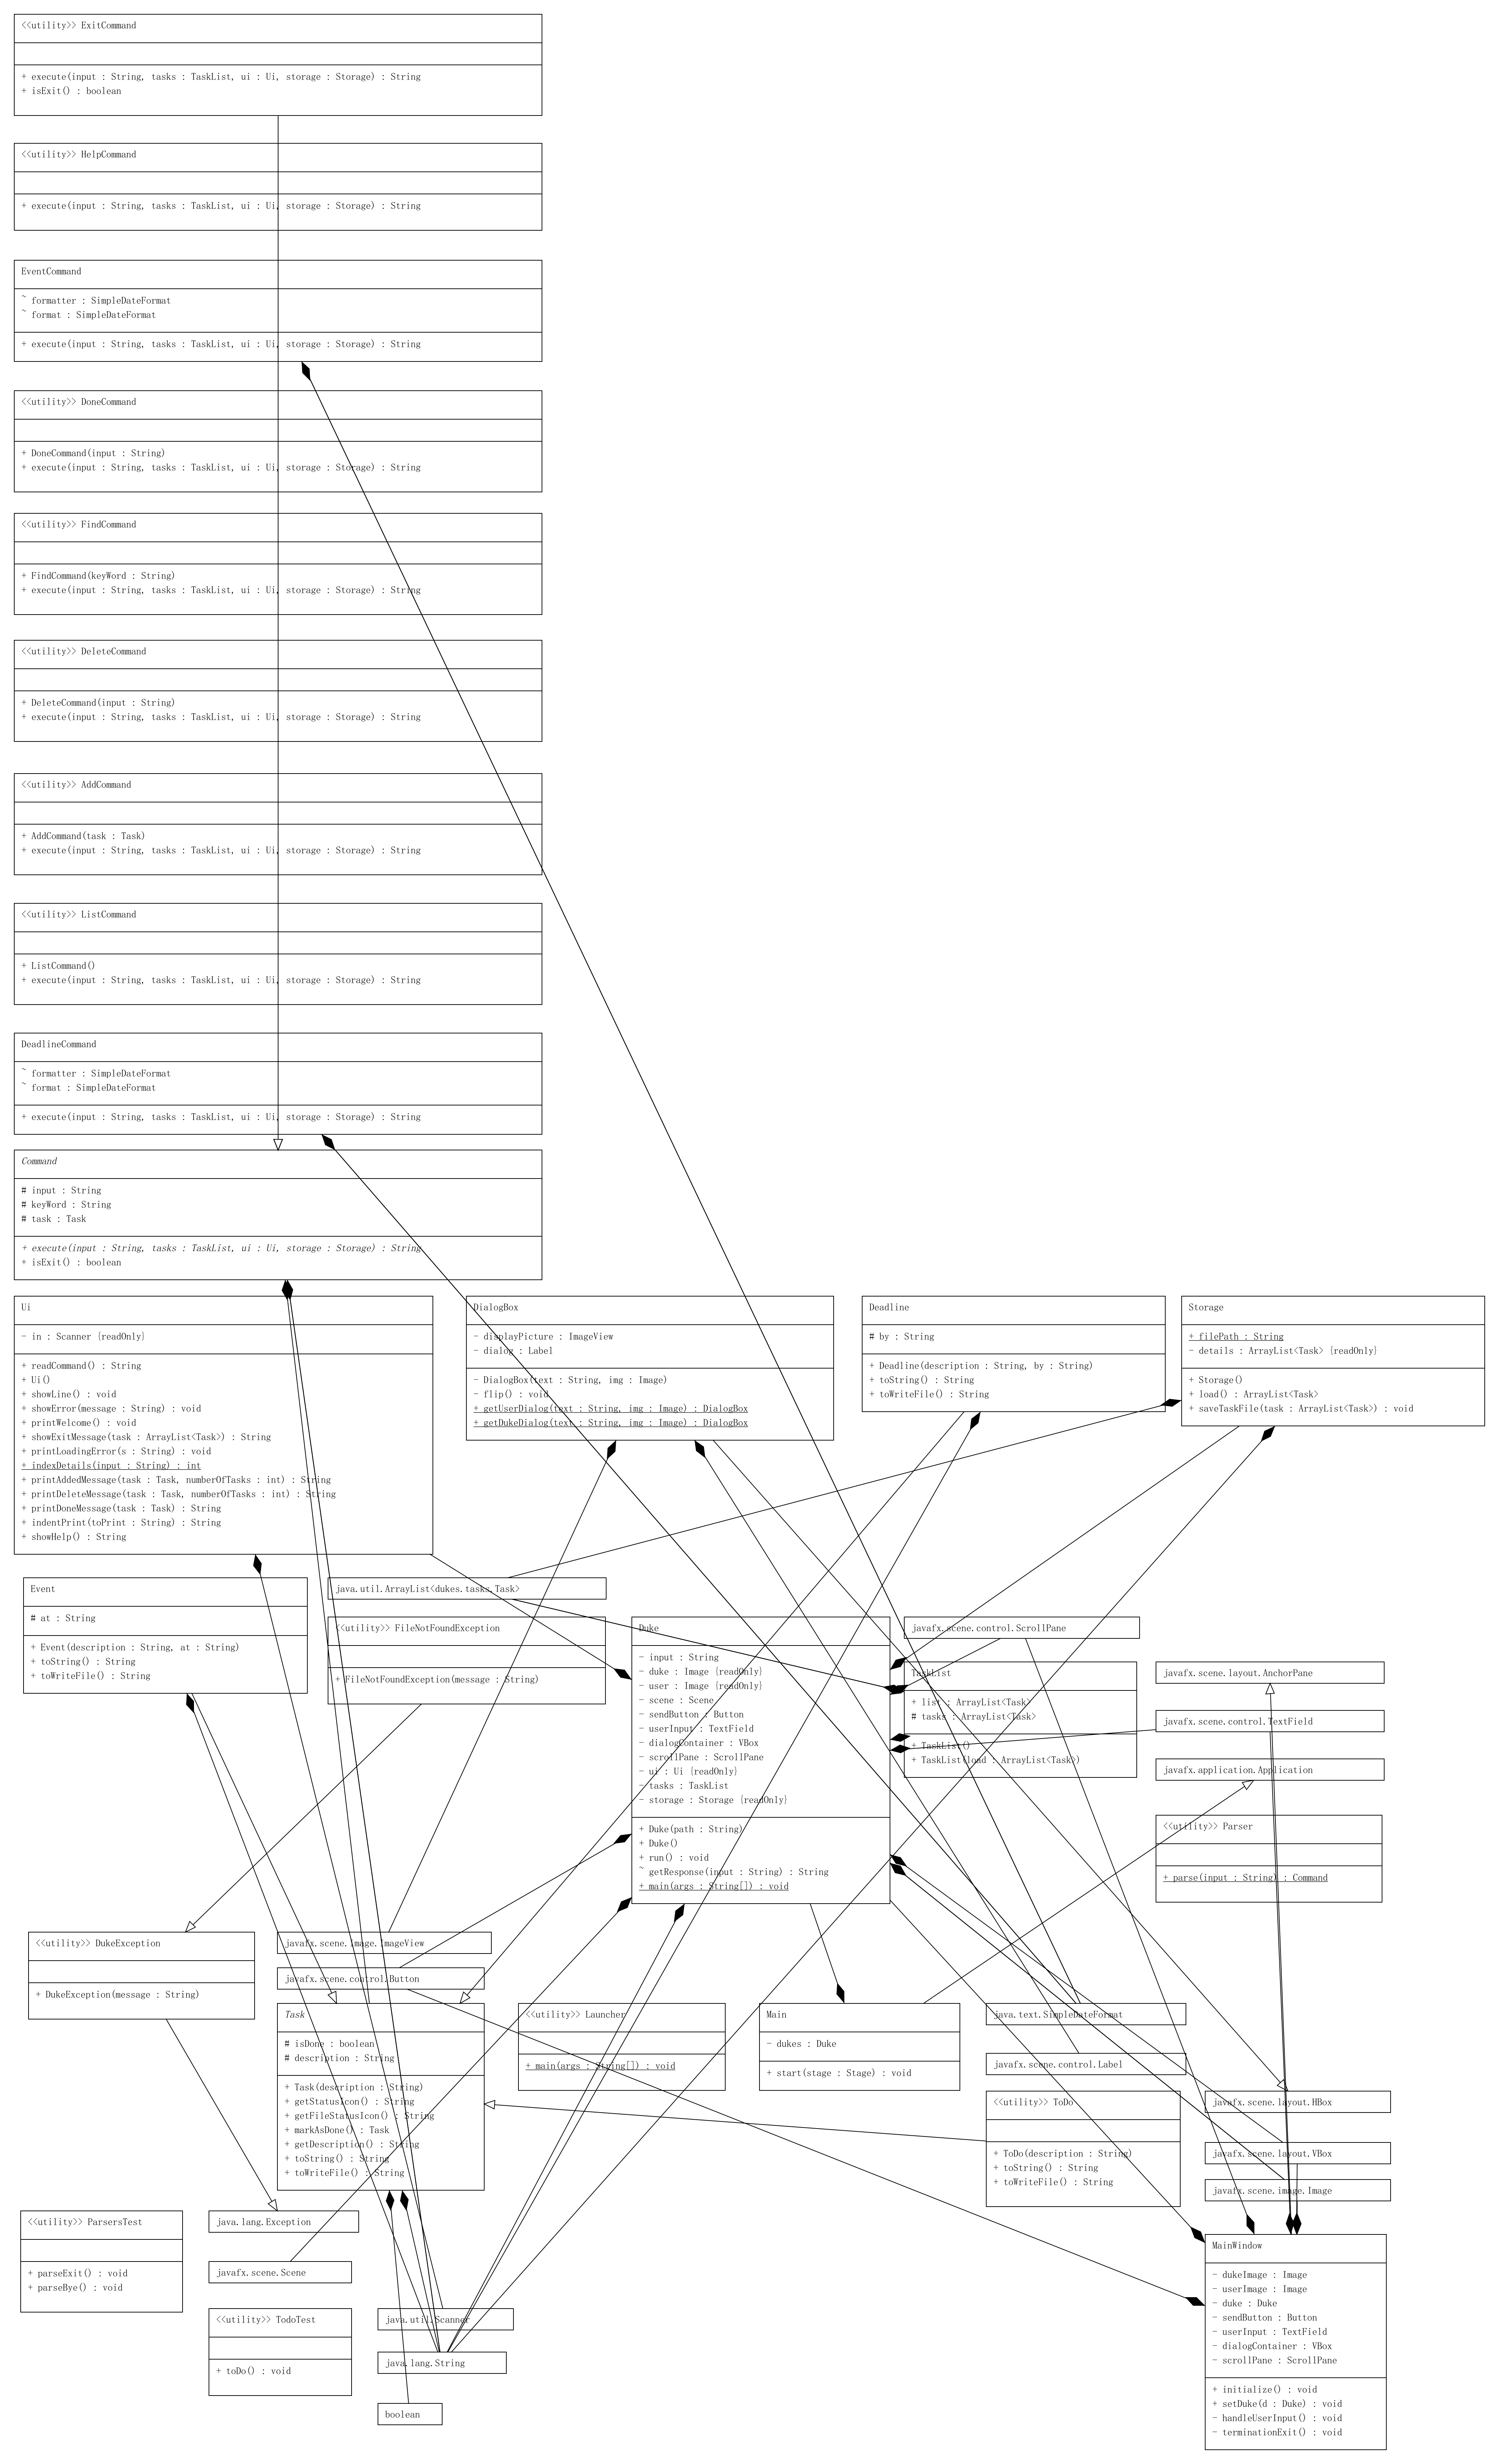 <<utility>> ExitCommand
+ execute(input : String, tasks : TaskList, ui : Ui, storage : Storage) : String
+ isExit() : boolean
<<utility>> HelpCommand
+ execute(input : String, tasks : TaskList, ui : Ui, storage : Storage) : String
EventCommand
~ formatter : SimpleDateFormat
~ format : SimpleDateFormat
+ execute(input : String, tasks : TaskList, ui : Ui, storage : Storage) : String
<<utility>> DoneCommand
+ DoneCommand(input : String)
+ execute(input : String, tasks : TaskList, ui : Ui, storage : Storage) : String
<<utility>> FindCommand
+ FindCommand(keyWord : String)
+ execute(input : String, tasks : TaskList, ui : Ui, storage : Storage) : String
<<utility>> DeleteCommand
+ DeleteCommand(input : String)
+ execute(input : String, tasks : TaskList, ui : Ui, storage : Storage) : String
<<utility>> AddCommand
+ AddCommand(task : Task)
+ execute(input : String, tasks : TaskList, ui : Ui, storage : Storage) : String
<<utility>> ListCommand
+ ListCommand()
+ execute(input : String, tasks : TaskList, ui : Ui, storage : Storage) : String
DeadlineCommand
~ formatter : SimpleDateFormat
~ format : SimpleDateFormat
+ execute(input : String, tasks : TaskList, ui : Ui, storage : Storage) : String
Command
# input : String
# keyWord : String
# task : Task
+ execute(input : String, tasks : TaskList, ui : Ui, storage : Storage) : String
+ isExit() : boolean
Ui
- in : Scanner {readOnly}
+ readCommand() : String
+ Ui()
+ showLine() : void
+ showError(message : String) : void
+ printWelcome() : void
+ showExitMessage(task : ArrayList<Task>) : String
+ printLoadingError(s : String) : void
+ indexDetails(input : String) : int
+ printAddedMessage(task : Task, numberOfTasks : int) : String
+ printDeleteMessage(task : Task, numberOfTasks : int) : String
+ printDoneMessage(task : Task) : String
+ indentPrint(toPrint : String) : String
+ showHelp() : String
DialogBox
- displayPicture : ImageView
- dialog : Label
- DialogBox(text : String, img : Image)
- flip() : void
+ getUserDialog(text : String, img : Image) : DialogBox
+ getDukeDialog(text : String, img : Image) : DialogBox
Deadline
# by : String
+ Deadline(description : String, by : String)
+ toString() : String
+ toWriteFile() : String
Storage
+ filePath : String
- details : ArrayList<Task> {readOnly}
+ Storage()
+ load() : ArrayList<Task>
+ saveTaskFile(task : ArrayList<Task>) : void
Event
# at : String
+ Event(description : String, at : String)
+ toString() : String
+ toWriteFile() : String
java.util.ArrayList<dukes.tasks.Task>
<<utility>> FileNotFoundException
+ FileNotFoundException(message : String)
Duke
- input : String
- duke : Image {readOnly}
- user : Image {readOnly}
- scene : Scene
- sendButton : Button
- userInput : TextField
- dialogContainer : VBox
- scrollPane : ScrollPane
- ui : Ui {readOnly}
- tasks : TaskList
- storage : Storage {readOnly}
+ Duke(path : String)
+ Duke()
+ run() : void
~ getResponse(input : String) : String
+ main(args : String[]) : void
javafx.scene.control.ScrollPane
TaskList
+ list : ArrayList<Task>
# tasks : ArrayList<Task>
+ TaskList()
+ TaskList(load : ArrayList<Task>)
javafx.scene.layout.AnchorPane
javafx.scene.control.TextField
javafx.application.Application
<<utility>> Parser
+ parse(input : String) : Command
<<utility>> DukeException
+ DukeException(message : String)
javafx.scene.image.ImageView
javafx.scene.control.Button
Task
# isDone : boolean
# description : String
+ Task(description : String)
+ getStatusIcon() : String
+ getFileStatusIcon() : String
+ markAsDone() : Task
+ getDescription() : String
+ toString() : String
+ toWriteFile() : String
<<utility>> Launcher
+ main(args : String[]) : void
Main
- dukes : Duke
+ start(stage : Stage) : void
java.text.SimpleDateFormat
javafx.scene.control.Label
<<utility>> ToDo
+ ToDo(description : String)
+ toString() : String
+ toWriteFile() : String
javafx.scene.layout.HBox
javafx.scene.layout.VBox
javafx.scene.image.Image
<<utility>> ParsersTest
+ parseExit() : void
+ parseBye() : void
java.lang.Exception
javafx.scene.Scene
<<utility>> TodoTest
+ toDo() : void
java.util.Scanner
java.lang.String
boolean
MainWindow
- dukeImage : Image
- userImage : Image
- duke : Duke
- sendButton : Button
- userInput : TextField
- dialogContainer : VBox
- scrollPane : ScrollPane
+ initialize() : void
+ setDuke(d : Duke) : void
- handleUserInput() : void
- terminationExit() : void